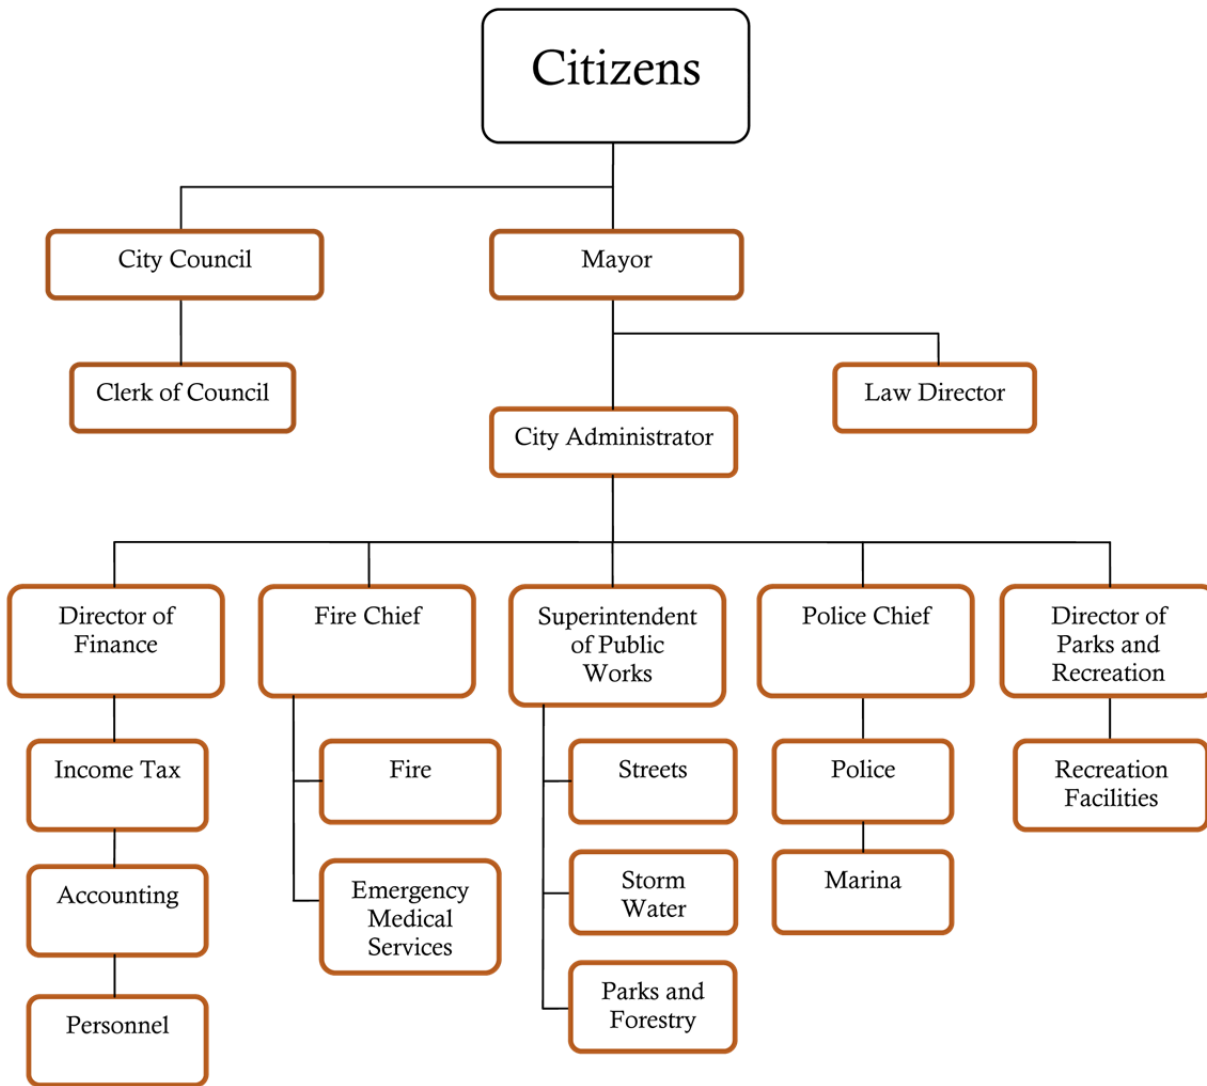 Citizens
City Council
Mayor
Clerk of Council
Law Director
City Administrator
Director of
Finance
Fire Chief
Superintendent
of Public
Works
Police Chief
Director of
Parks and
Recreation
Income Tax
Fire
Streets
Police
Recreation
Facilities
Accounting
Emergency
Medical
Services
Storm
Water
Marina
Personnel
Parks and
Forestry